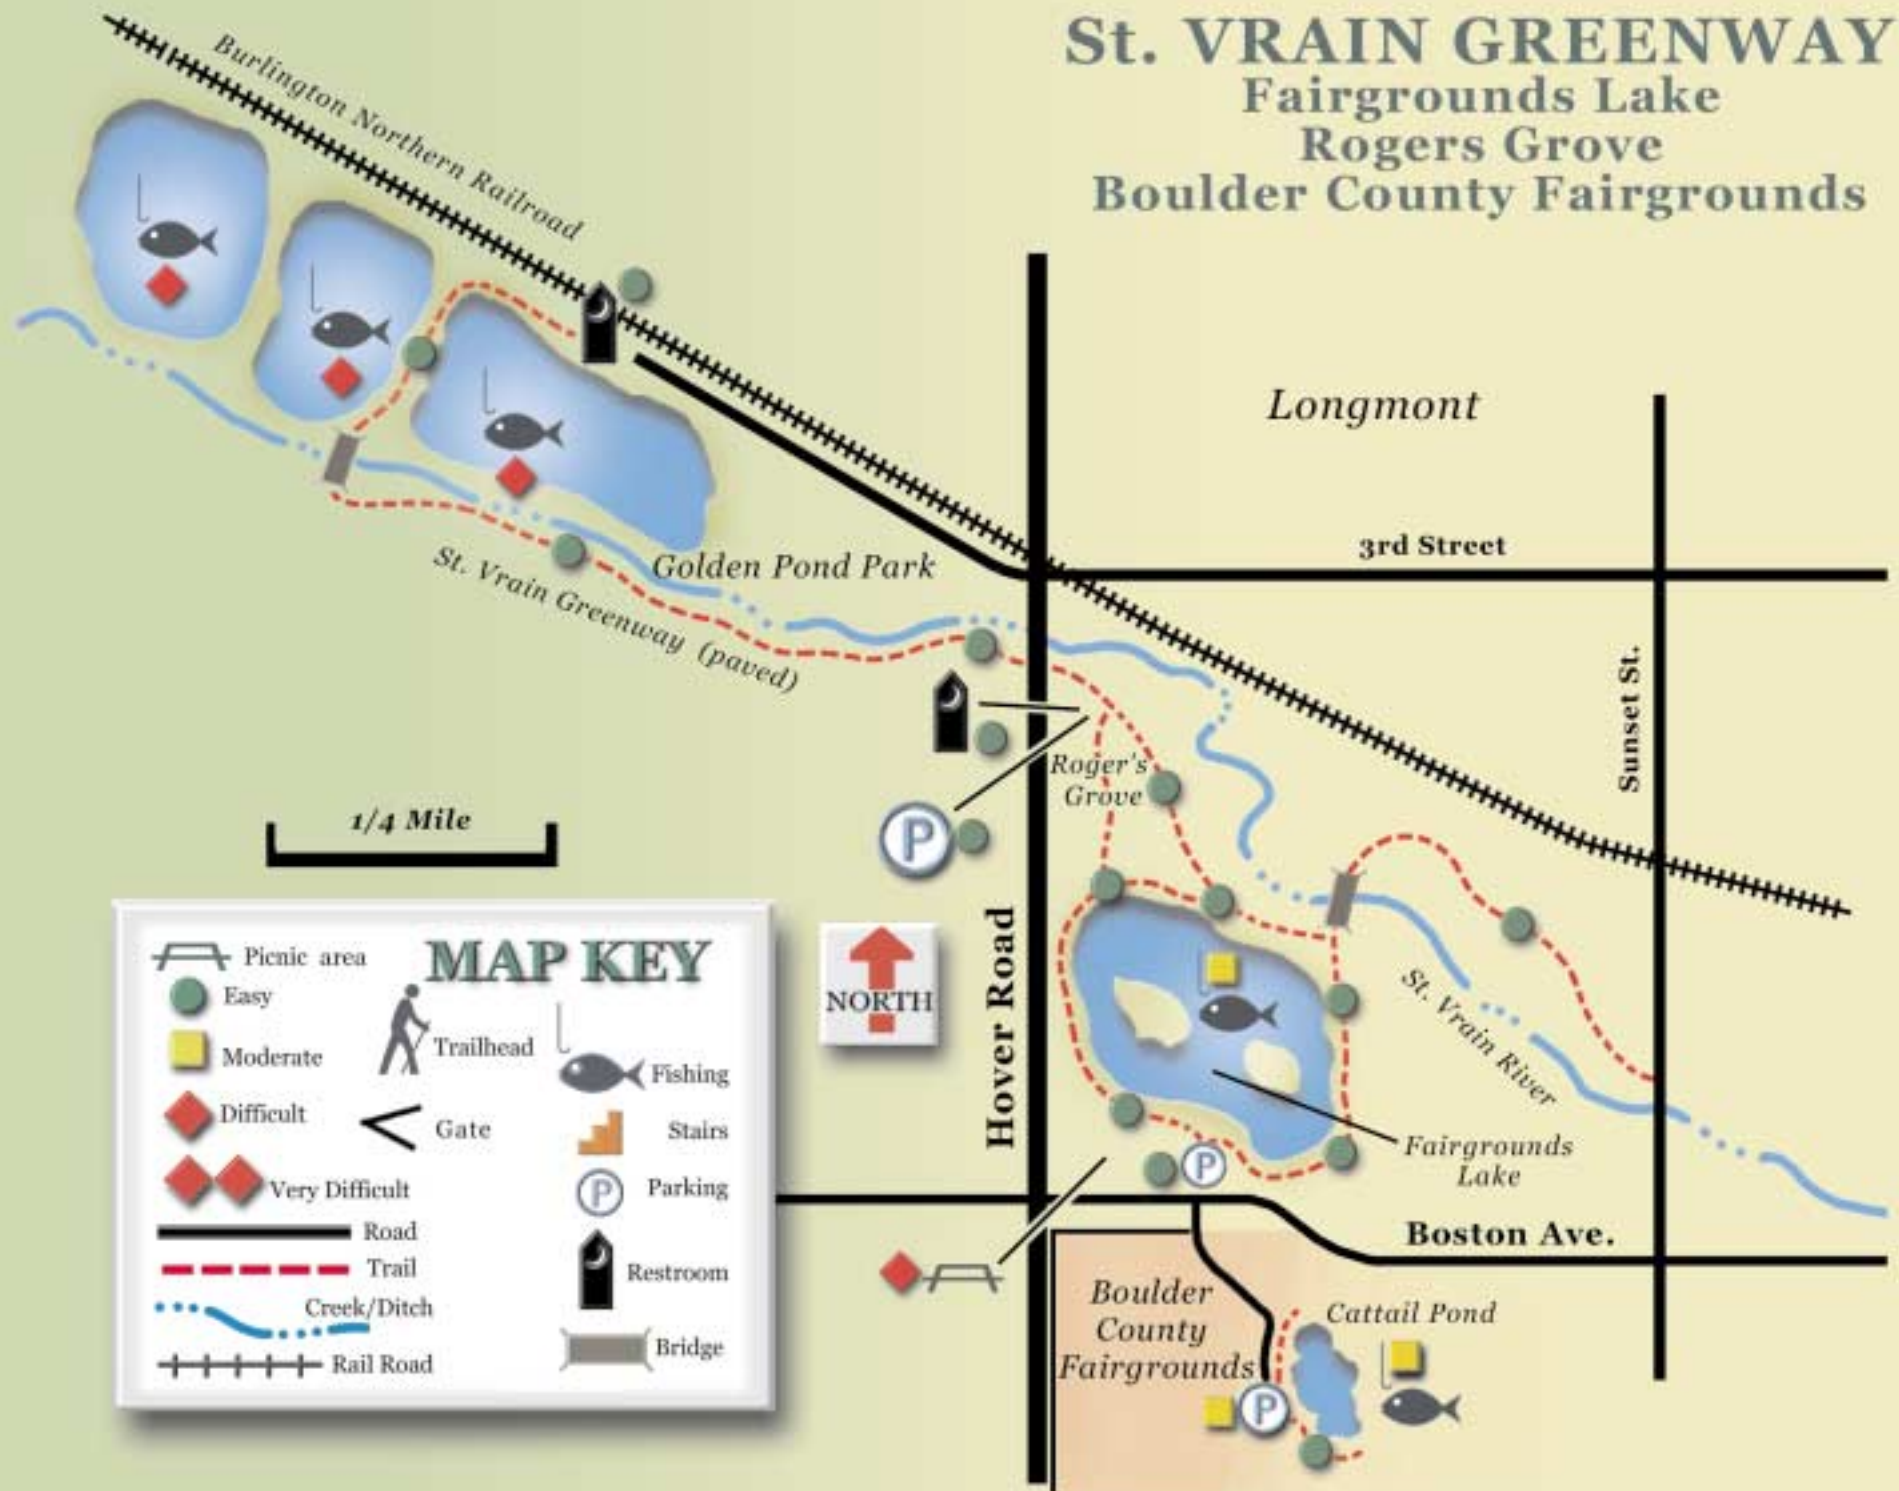 St. VRAIN GREENWAY
Fairgrounds Lake
Rogers Grove
Boulder County Fairgrounds
Burlington Northern Railroad
Longmont
3rd Street
Golden Pond Park
St. Vrain Greenway (paved)
Sunset St.
P
Roger's
Grove
1/4 Mile
NORTH
Hover Road
St. Vrain River
Fairgrounds
Lake
P
Boston Ave.
Boulder
County
Fairgrounds
Cattail Pond
P
MAP KEY
Picnic area
Easy
Moderate
Difficult
Very Difficult
Road
Trail
Creek/Ditch
Rail Road
Trailhead
Gate
Fishing
Stairs
P
Parking
Restroom
Bridge